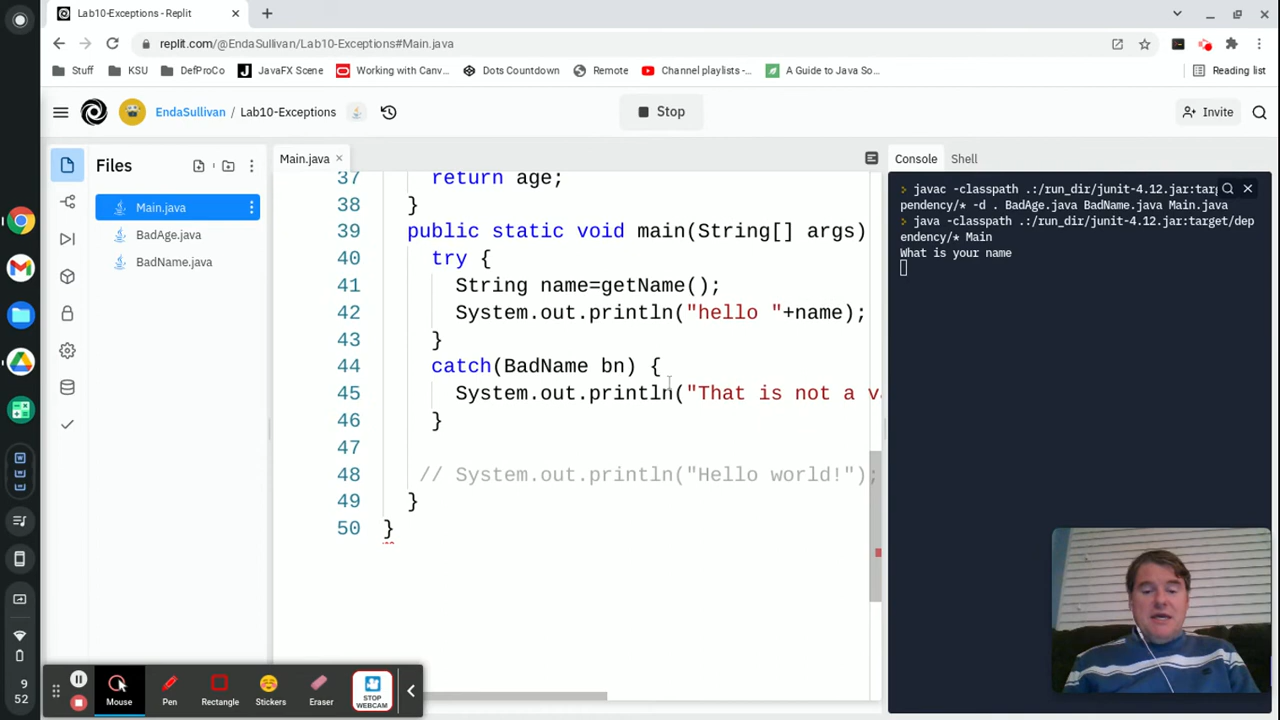 Lab10-Exceptions - Replit
replit.com/@EndaSullivan/Lab10-Exceptions#Main.java
Stuff KSU DefProCo JavaFX Scene Working with Canv... Dots Countdown Remote Channel playlists -... A Guide to Java So... Reading list
EndaSullivan / Lab10-Exceptions Stop Invite
Files
Main.java
BadAge.java
BadName.java
Main.java
37 return age;
38 }
39 public static void main(String[] args)
40 try {
41 String name=getName();
42 System.out.println("hello "+name);
43 }
44 catch(BadName bn) {
45 System.out.println("That is not a v
46 }
47
48 // System.out.println("Hello world!");
49 }
50 }
Console Shell
> javac -classpath .:/run_dir/junit-4.12.jar:targ
pendency/* -d . BadAge.java BadName.java Main.java
> java -classpath .:/run_dir/junit-4.12.jar:target/dep
endency/* Main
What is your name
9
52
Mouse Pen Rectangle Stickers Eraser STOP WEBCAM